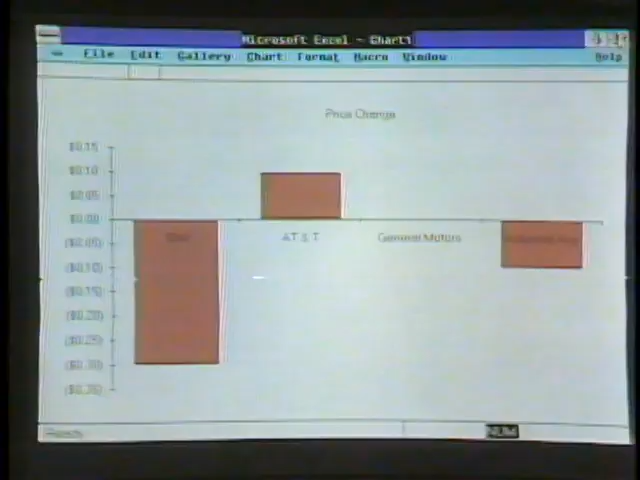 Microsoft Excel - Chart1
File Edit Gallery Chart Format Macro Window Help
Price Change
$0.15
$0.10
$0.05
$0.00
($0.05)
($0.10)
($0.15)
($0.20)
($0.25)
($0.30)
($0.35)
AT & T
General Motors
Ready
NUM